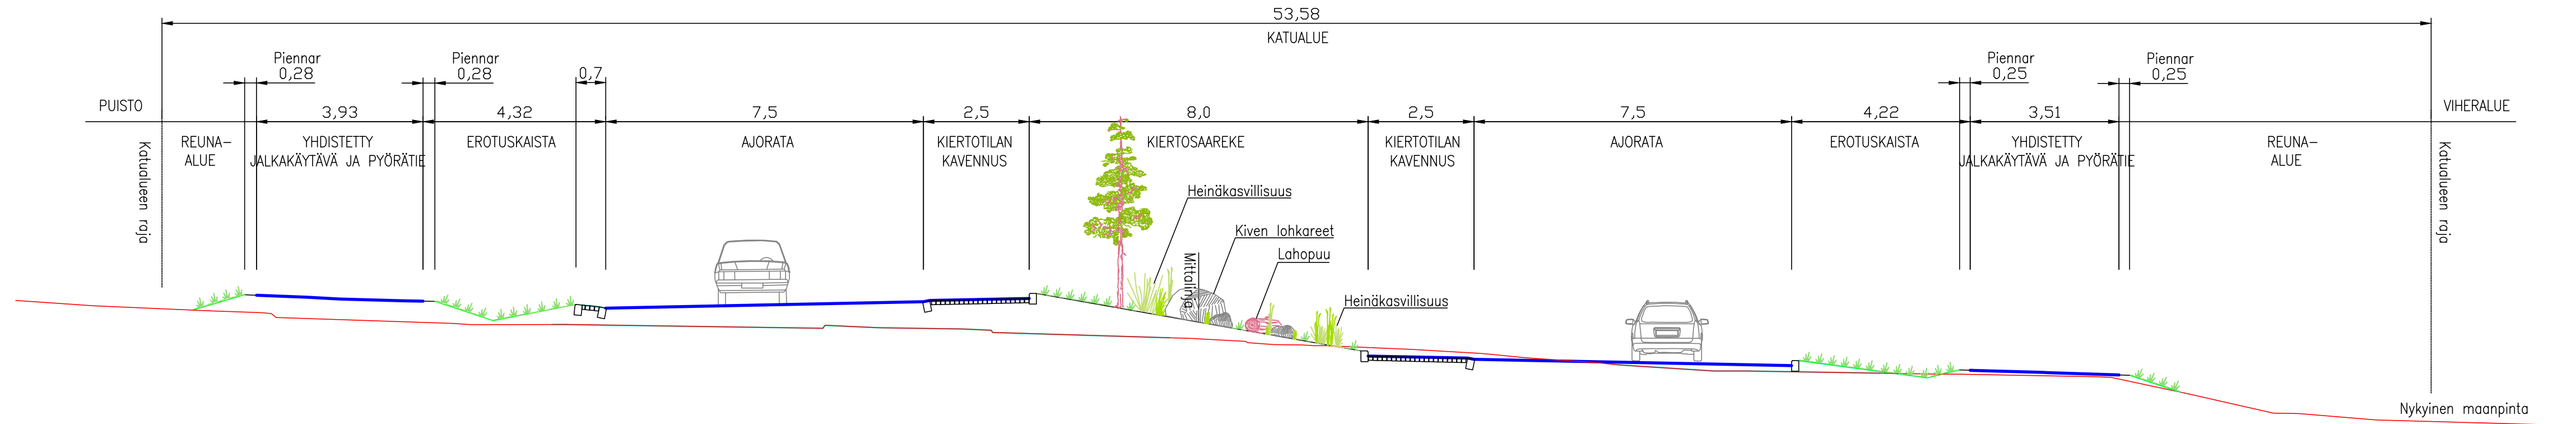 53,58
KATUALUE
Piennar
0,28
Piennar
0,28
0,7
Piennar
0,25
Piennar
0,25
PUISTO
3,93
4,32
7,5
2,5
8,0
2,5
7,5
4,22
3,51
VIHERALUE
Katualueen raja
REUNA-
ALUE
YHDISTETTY
JALKAKÄYTÄVÄ JA PYÖRÄTIE
EROTUSKAISTA
AJORATA
KIERTOTILAN
KAVENNUS
KIERTOSAAREKE
KIERTOTILAN
KAVENNUS
AJORATA
EROTUSKAISTA
YHDISTETTY
JALKAKÄYTÄVÄ JA PYÖRÄTIE
REUNA-
ALUE
Katualueen raja
Heinäkasvillisuus
Kiven lohkareet
Mittalinja
Lahopuu
Heinäkasvillisuus
Nykyinen maanpinta